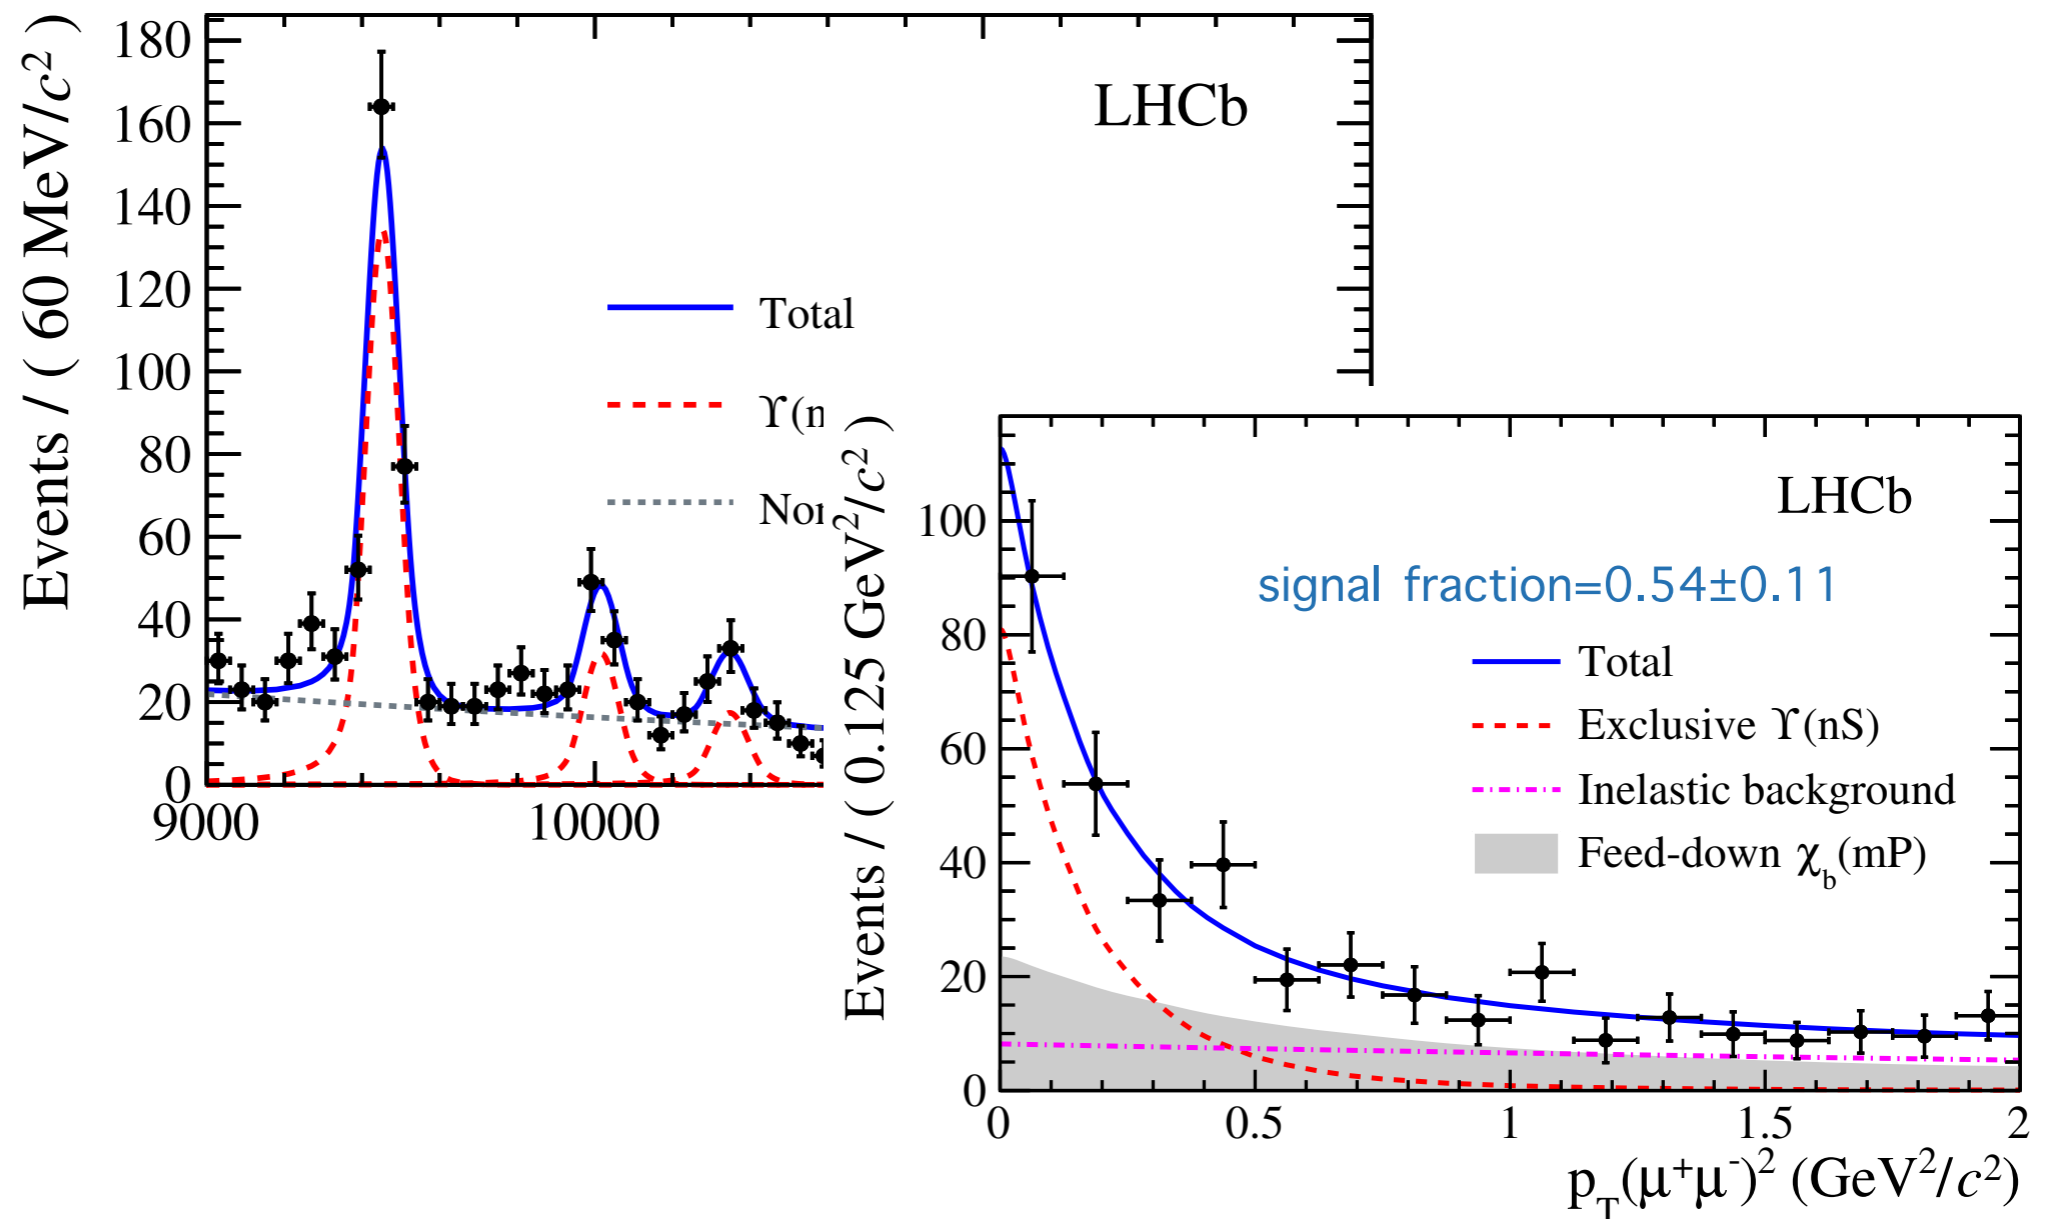 Events / ( 60 MeV/c² )
180
160
140
120
100
80
60
40
20
0
9000
10000
LHCb
Total
ϒ(n
Non
Events / ( 0.125 GeV²/c² )
100
80
60
40
20
0
0
0.5
1
1.5
2
LHCb
signal fraction=0.54±0.11
Total
Exclusive ϒ(nS)
Inelastic background
Feed-down χb(mP)
pT(μ⁺μ⁻)² (GeV²/c²)